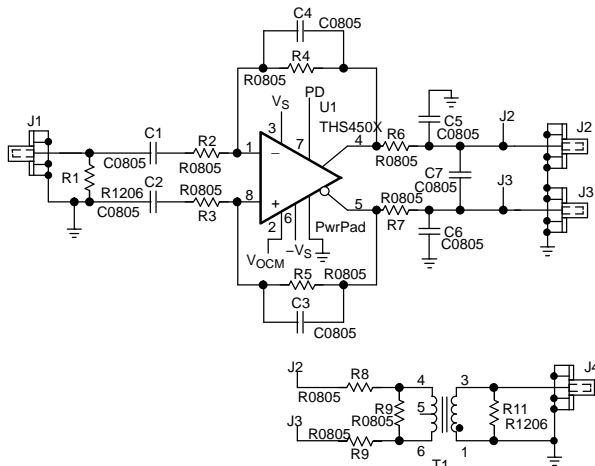 C4
C0805
R4
R0805
PD
U1
VS
THS450X
J1
C1
C0805
R2
R0805
3
7
1
4
R6
R0805
C5
C0805
J2
J2
R1
R1206
C2
C0805
R0805
R3
8
2
6
5
C7
C0805
R0805
R7
J3
J3
VOCM
–VS
PwrPad
C6
C0805
R5
R0805
C3
C0805
J2
R8
R0805
4
3
J4
R9
R0805
5
R11
R1206
J3
R0805
R9
6
1
T1